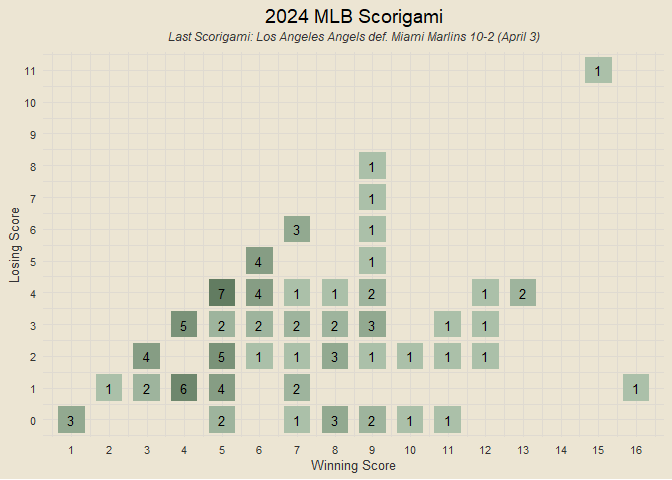 2024 MLB Scorigami
Last Scorigami: Los Angeles Angels def. Miami Marlins 10-2 (April 3)
11 1
10
9
8 1
7 1
6 3 1
5 4 1
4 7 4 1 1 2 1 2
3 5 2 2 2 2 3 1 1
2 4 5 1 1 3 1 1 1 1
1 1 2 6 4 2 1
0 3 2 1 3 2 1 1
1 2 3 4 5 6 7 8 9 10 11 12 13 14 15 16
Winning Score
Losing Score